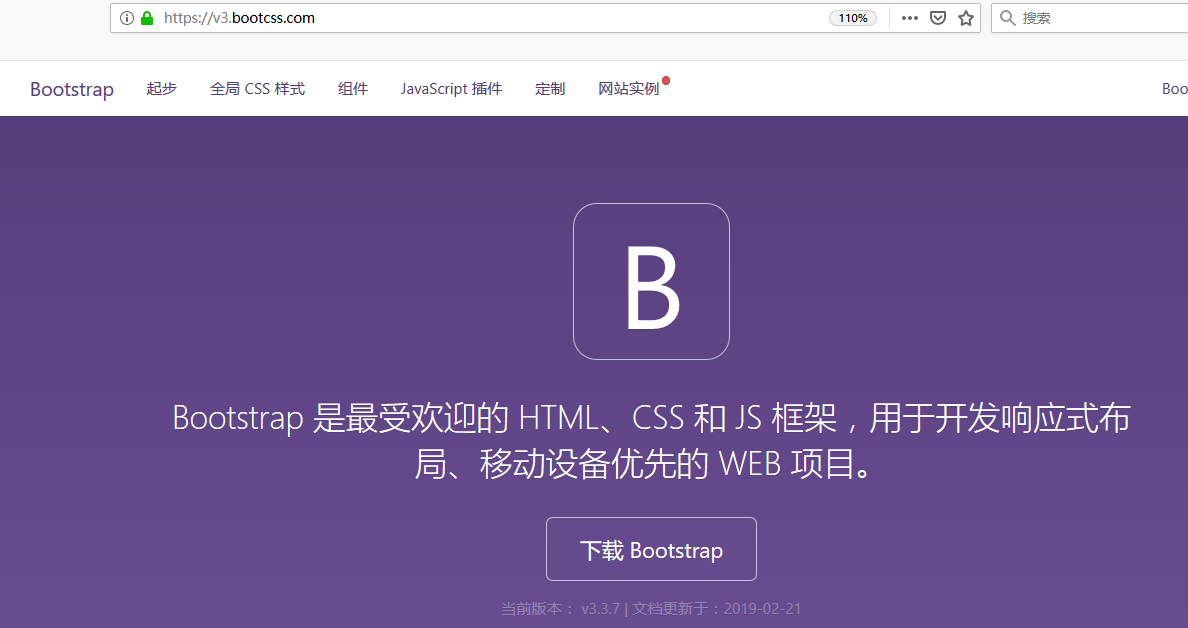 https://v3.bootcss.com
110%
搜索
Bootstrap 起步 全局 CSS 样式 组件 JavaScript 插件 定制 网站实例 Boo
B
Bootstrap 是最受欢迎的 HTML、CSS 和 JS 框架，用于开发响应式布
局、移动设备优先的 WEB 项目。
下载 Bootstrap
当前版本： v3.3.7 | 文档更新于：2019-02-21